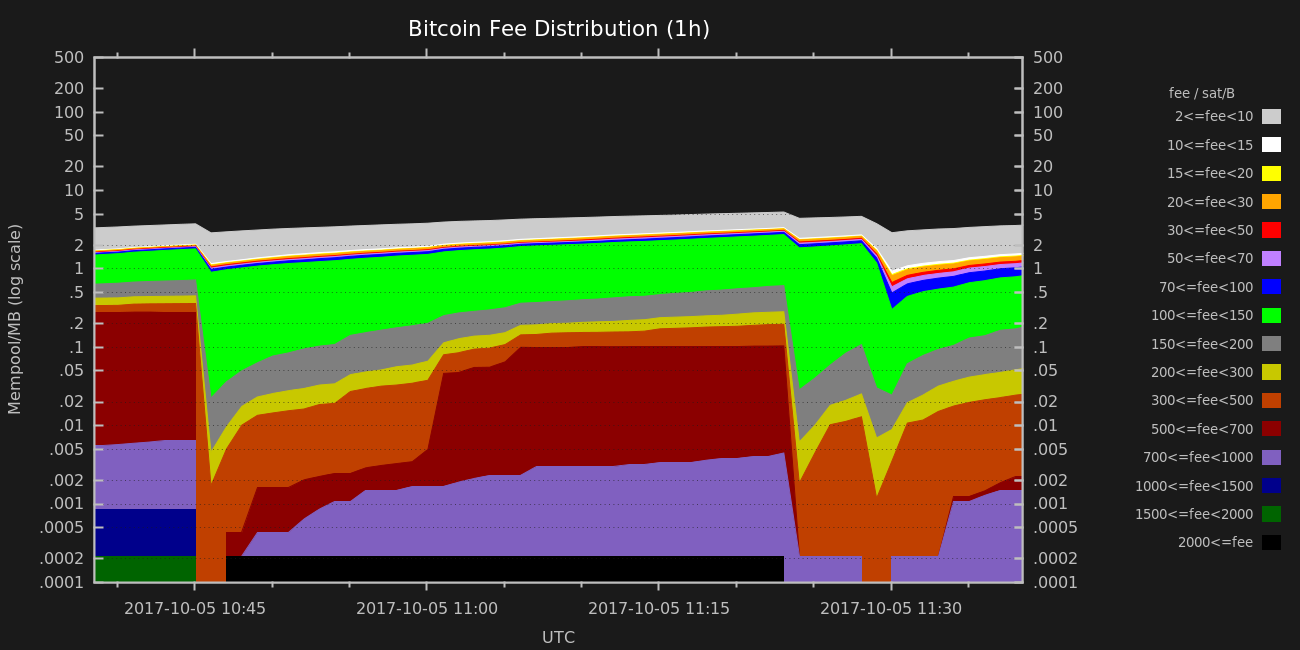 Bitcoin Fee Distribution (1h)
Mempool/MB (log scale)
500
200
100
50
20
10
5
2
1
.5
.2
.1
.05
.02
.01
.005
.002
.001
.0005
.0002
.0001
500
200
100
50
20
10
5
2
1
.5
.2
.1
.05
.02
.01
.005
.002
.001
.0005
.0002
.0001
2017-10-05 10:45
2017-10-05 11:00
2017-10-05 11:15
2017-10-05 11:30
UTC
fee / sat/B
2<=fee<10
10<=fee<15
15<=fee<20
20<=fee<30
30<=fee<50
50<=fee<70
70<=fee<100
100<=fee<150
150<=fee<200
200<=fee<300
300<=fee<500
500<=fee<700
700<=fee<1000
1000<=fee<1500
1500<=fee<2000
2000<=fee